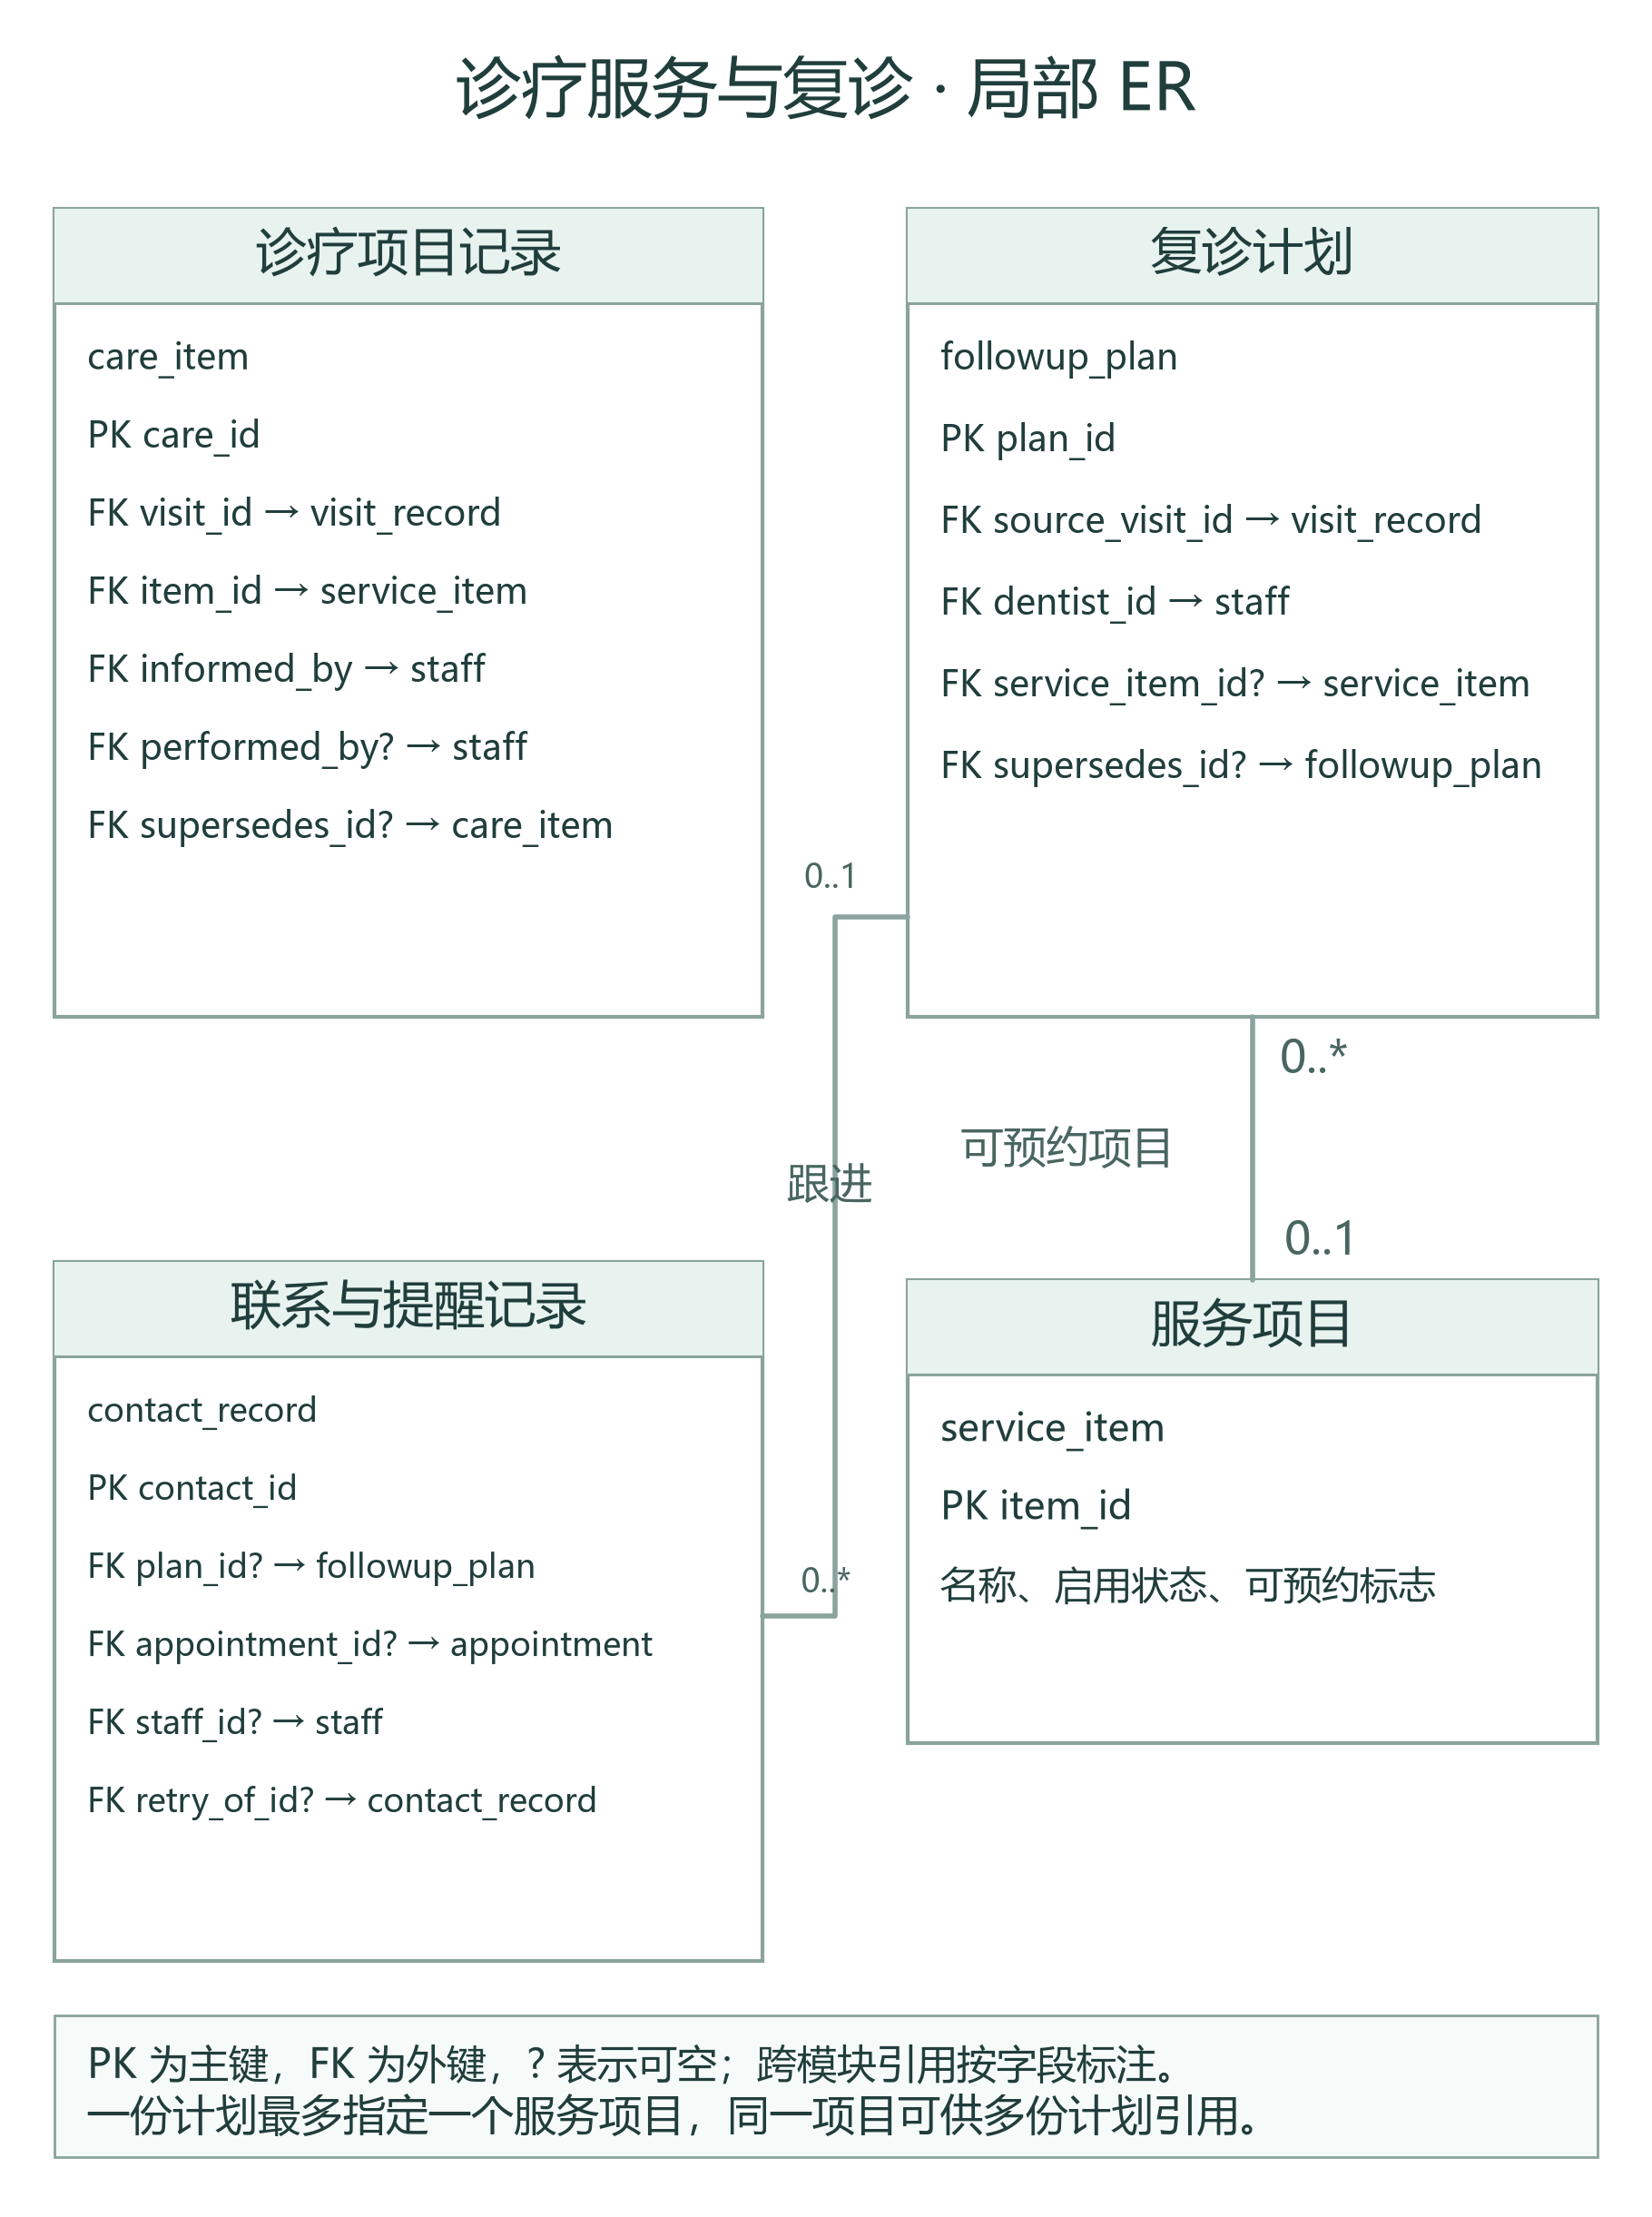 诊疗服务与复诊 · 局部 ER
诊疗项目记录
care_item
PK care_id
FK visit_id → visit_record
FK item_id → service_item
FK informed_by → staff
FK performed_by? → staff
FK supersedes_id? → care_item
复诊计划
followup_plan
PK plan_id
FK source_visit_id → visit_record
FK dentist_id → staff
FK service_item_id? → service_item
FK supersedes_id? → followup_plan
0..1
0..*
可预约项目
跟进
0..1
联系与提醒记录
contact_record
PK contact_id
FK plan_id? → followup_plan
FK appointment_id? → appointment
FK staff_id? → staff
FK retry_of_id? → contact_record
0..*
服务项目
service_item
PK item_id
名称、启用状态、可预约标志
PK 为主键，FK 为外键，? 表示可空；跨模块引用按字段标注。
一份计划最多指定一个服务项目，同一项目可供多份计划引用。